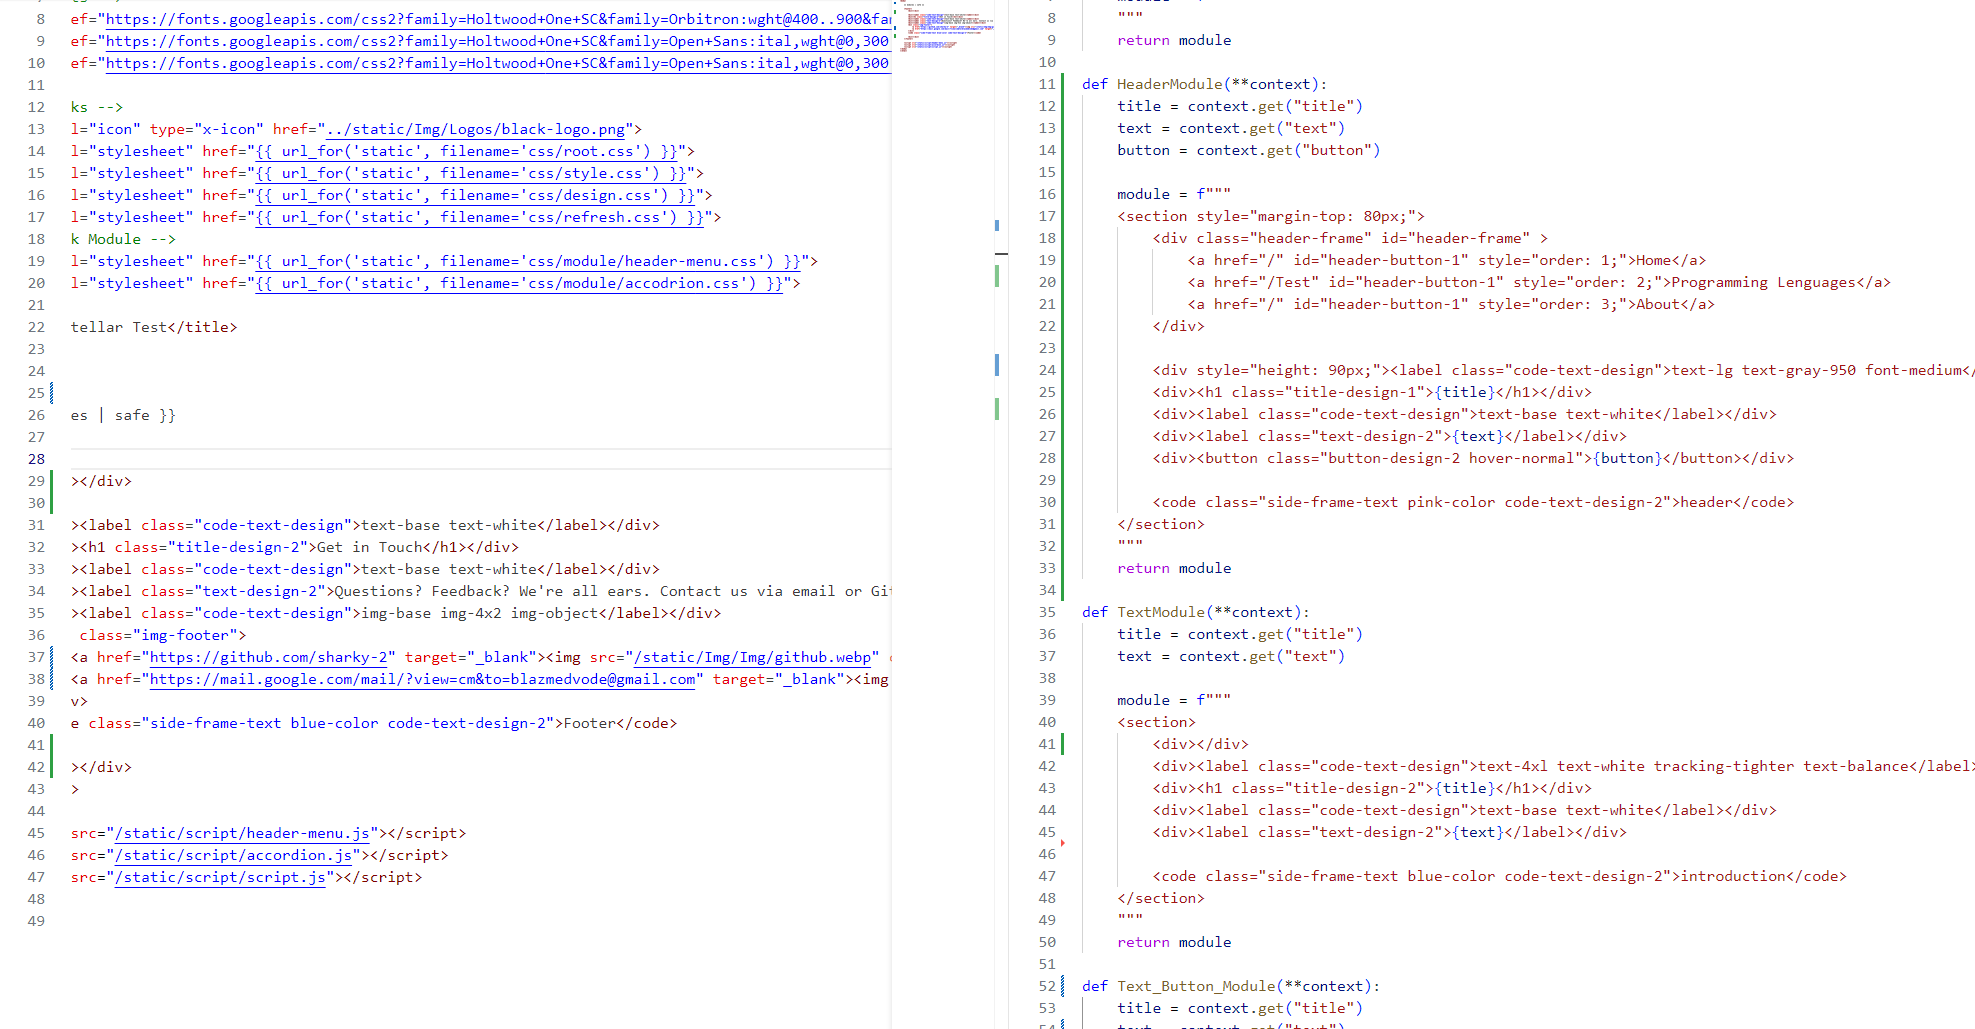 8 ef="https://fonts.googleapis.com/css2?family=Holtwood+One+SC&family=Orbitron:wght@400..900&fa
9 ef="https://fonts.googleapis.com/css2?family=Holtwood+One+SC&family=Open+Sans:ital,wght@0,300
10 ef="https://fonts.googleapis.com/css2?family=Holtwood+One+SC&family=Open+Sans:ital,wght@0,300
11
12 ks -->
13 l="icon" type="x-icon" href="../static/Img/Logos/black-logo.png">
14 l="stylesheet" href="{{ url_for('static', filename='css/root.css') }}">
15 l="stylesheet" href="{{ url_for('static', filename='css/style.css') }}">
16 l="stylesheet" href="{{ url_for('static', filename='css/design.css') }}">
17 l="stylesheet" href="{{ url_for('static', filename='css/refresh.css') }}">
18 k Module -->
19 l="stylesheet" href="{{ url_for('static', filename='css/module/header-menu.css') }}">
20 l="stylesheet" href="{{ url_for('static', filename='css/module/accodrion.css') }}">
21
22 tellar Test</title>
23
24
25
26 es | safe }}
27
28
29 ></div>
30
31 ><label class="code-text-design">text-base text-white</label></div>
32 ><h1 class="title-design-2">Get in Touch</h1></div>
33 ><label class="code-text-design">text-base text-white</label></div>
34 ><label class="text-design-2">Questions? Feedback? We're all ears. Contact us via email or Gi
35 ><label class="code-text-design">img-base img-4x2 img-object</label></div>
36 class="img-footer">
37 <a href="https://github.com/sharky-2" target="_blank"><img src="/static/Img/Img/github.webp"
38 <a href="https://mail.google.com/mail/?view=cm&to=blazmedvode@gmail.com" target="_blank"><img
39 v>
40 e class="side-frame-text blue-color code-text-design-2">Footer</code>
41
42 ></div>
43 >
44
45 src="/static/script/header-menu.js"></script>
46 src="/static/script/accordion.js"></script>
47 src="/static/script/script.js"></script>
48
49
8 """
9 return module
10
11 def HeaderModule(**context):
12 title = context.get("title")
13 text = context.get("text")
14 button = context.get("button")
15
16 module = f"""
17 <section style="margin-top: 80px;">
18 <div class="header-frame" id="header-frame" >
19 <a href="/" id="header-button-1" style="order: 1;">Home</a>
20 <a href="/Test" id="header-button-1" style="order: 2;">Programming Lenguages</a>
21 <a href="/" id="header-button-1" style="order: 3;">About</a>
22 </div>
23
24 <div style="height: 90px;"><label class="code-text-design">text-lg text-gray-950 font-medium</
25 <div><h1 class="title-design-1">{title}</h1></div>
26 <div><label class="code-text-design">text-base text-white</label></div>
27 <div><label class="text-design-2">{text}</label></div>
28 <div><button class="button-design-2 hover-normal">{button}</button></div>
29
30 <code class="side-frame-text pink-color code-text-design-2">header</code>
31 </section>
32 """
33 return module
34
35 def TextModule(**context):
36 title = context.get("title")
37 text = context.get("text")
38
39 module = f"""
40 <section>
41 <div></div>
42 <div><label class="code-text-design">text-4xl text-white tracking-tighter text-balance</label>
43 <div><h1 class="title-design-2">{title}</h1></div>
44 <div><label class="code-text-design">text-base text-white</label></div>
45 <div><label class="text-design-2">{text}</label></div>
46
47 <code class="side-frame-text blue-color code-text-design-2">introduction</code>
48 </section>
49 """
50 return module
51
52 def Text_Button_Module(**context):
53 title = context.get("title")